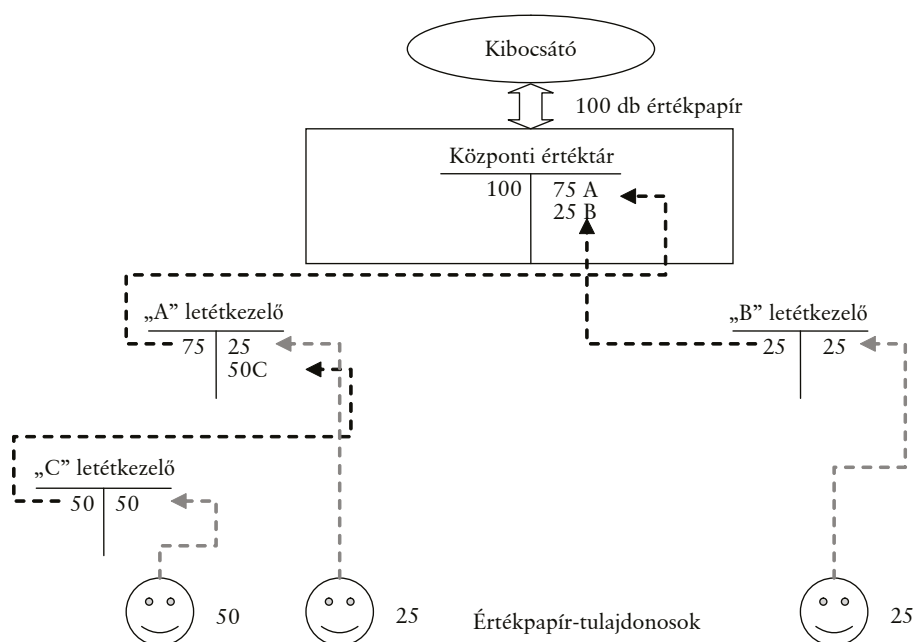 Kibocsátó
100 db értékpapír
Központi értéktár
100 75 A
25 B
„A” letétkezelő
75 25
50C
„B” letétkezelő
25 25
„C” letétkezelő
50 50
50 25 Értékpapír-tulajdonosok 25